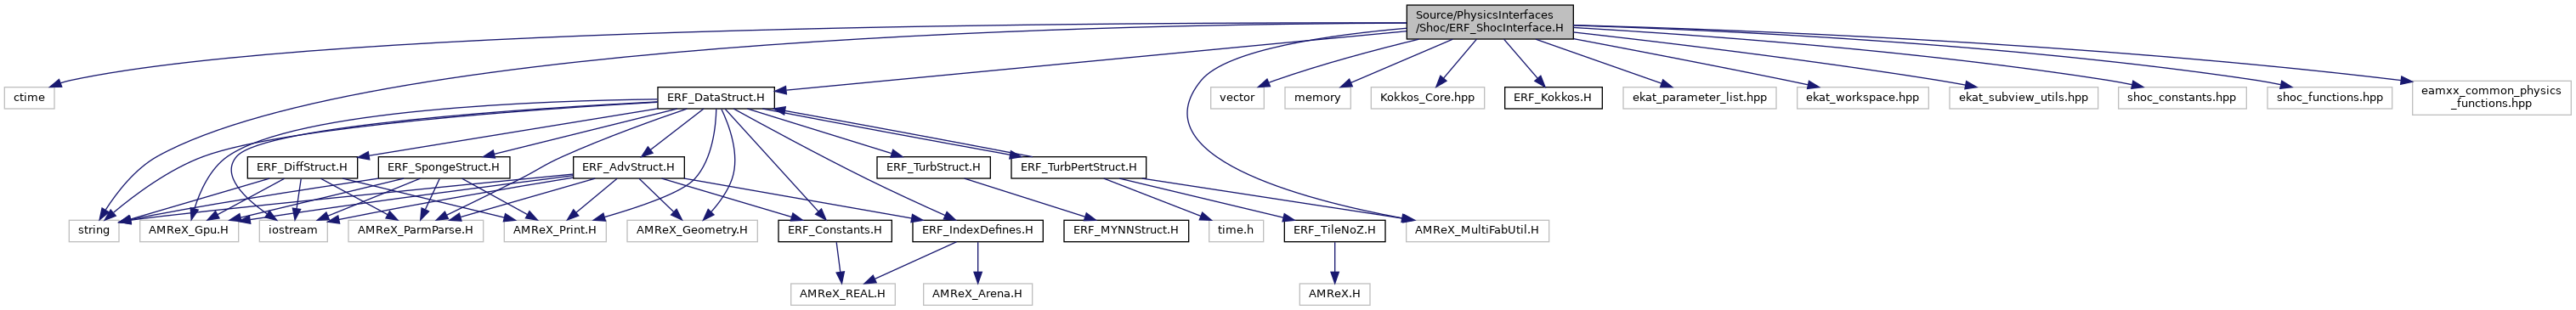 Source/PhysicsInterfaces
/Shoc/ERF_ShocInterface.H
ctime
ERF_DataStruct.H
vector
memory
Kokkos_Core.hpp
ERF_Kokkos.H
ekat_parameter_list.hpp
ekat_workspace.hpp
ekat_subview_utils.hpp
shoc_constants.hpp
shoc_functions.hpp
eamxx_common_physics
_functions.hpp
ERF_DiffStruct.H
ERF_SpongeStruct.H
ERF_AdvStruct.H
ERF_TurbStruct.H
ERF_TurbPertStruct.H
string
AMReX_Gpu.H
iostream
AMReX_ParmParse.H
AMReX_Print.H
AMReX_Geometry.H
ERF_Constants.H
ERF_IndexDefines.H
ERF_MYNNStruct.H
time.h
ERF_TileNoZ.H
AMReX_MultiFabUtil.H
AMReX_REAL.H
AMReX_Arena.H
AMReX.H